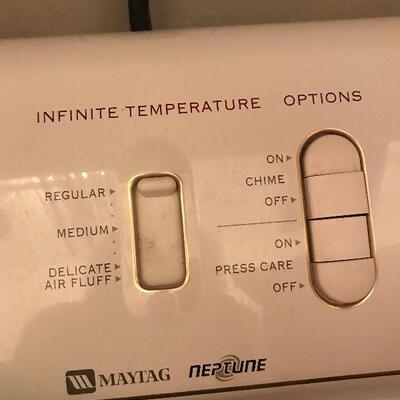 INFINITE TEMPERATURE OPTIONS
REGULAR
MEDIUM
DELICATE
AIR FLUFF
ON
CHIME
OFF
ON
PRESS CARE
OFF
MAYTAG NEPTUNE